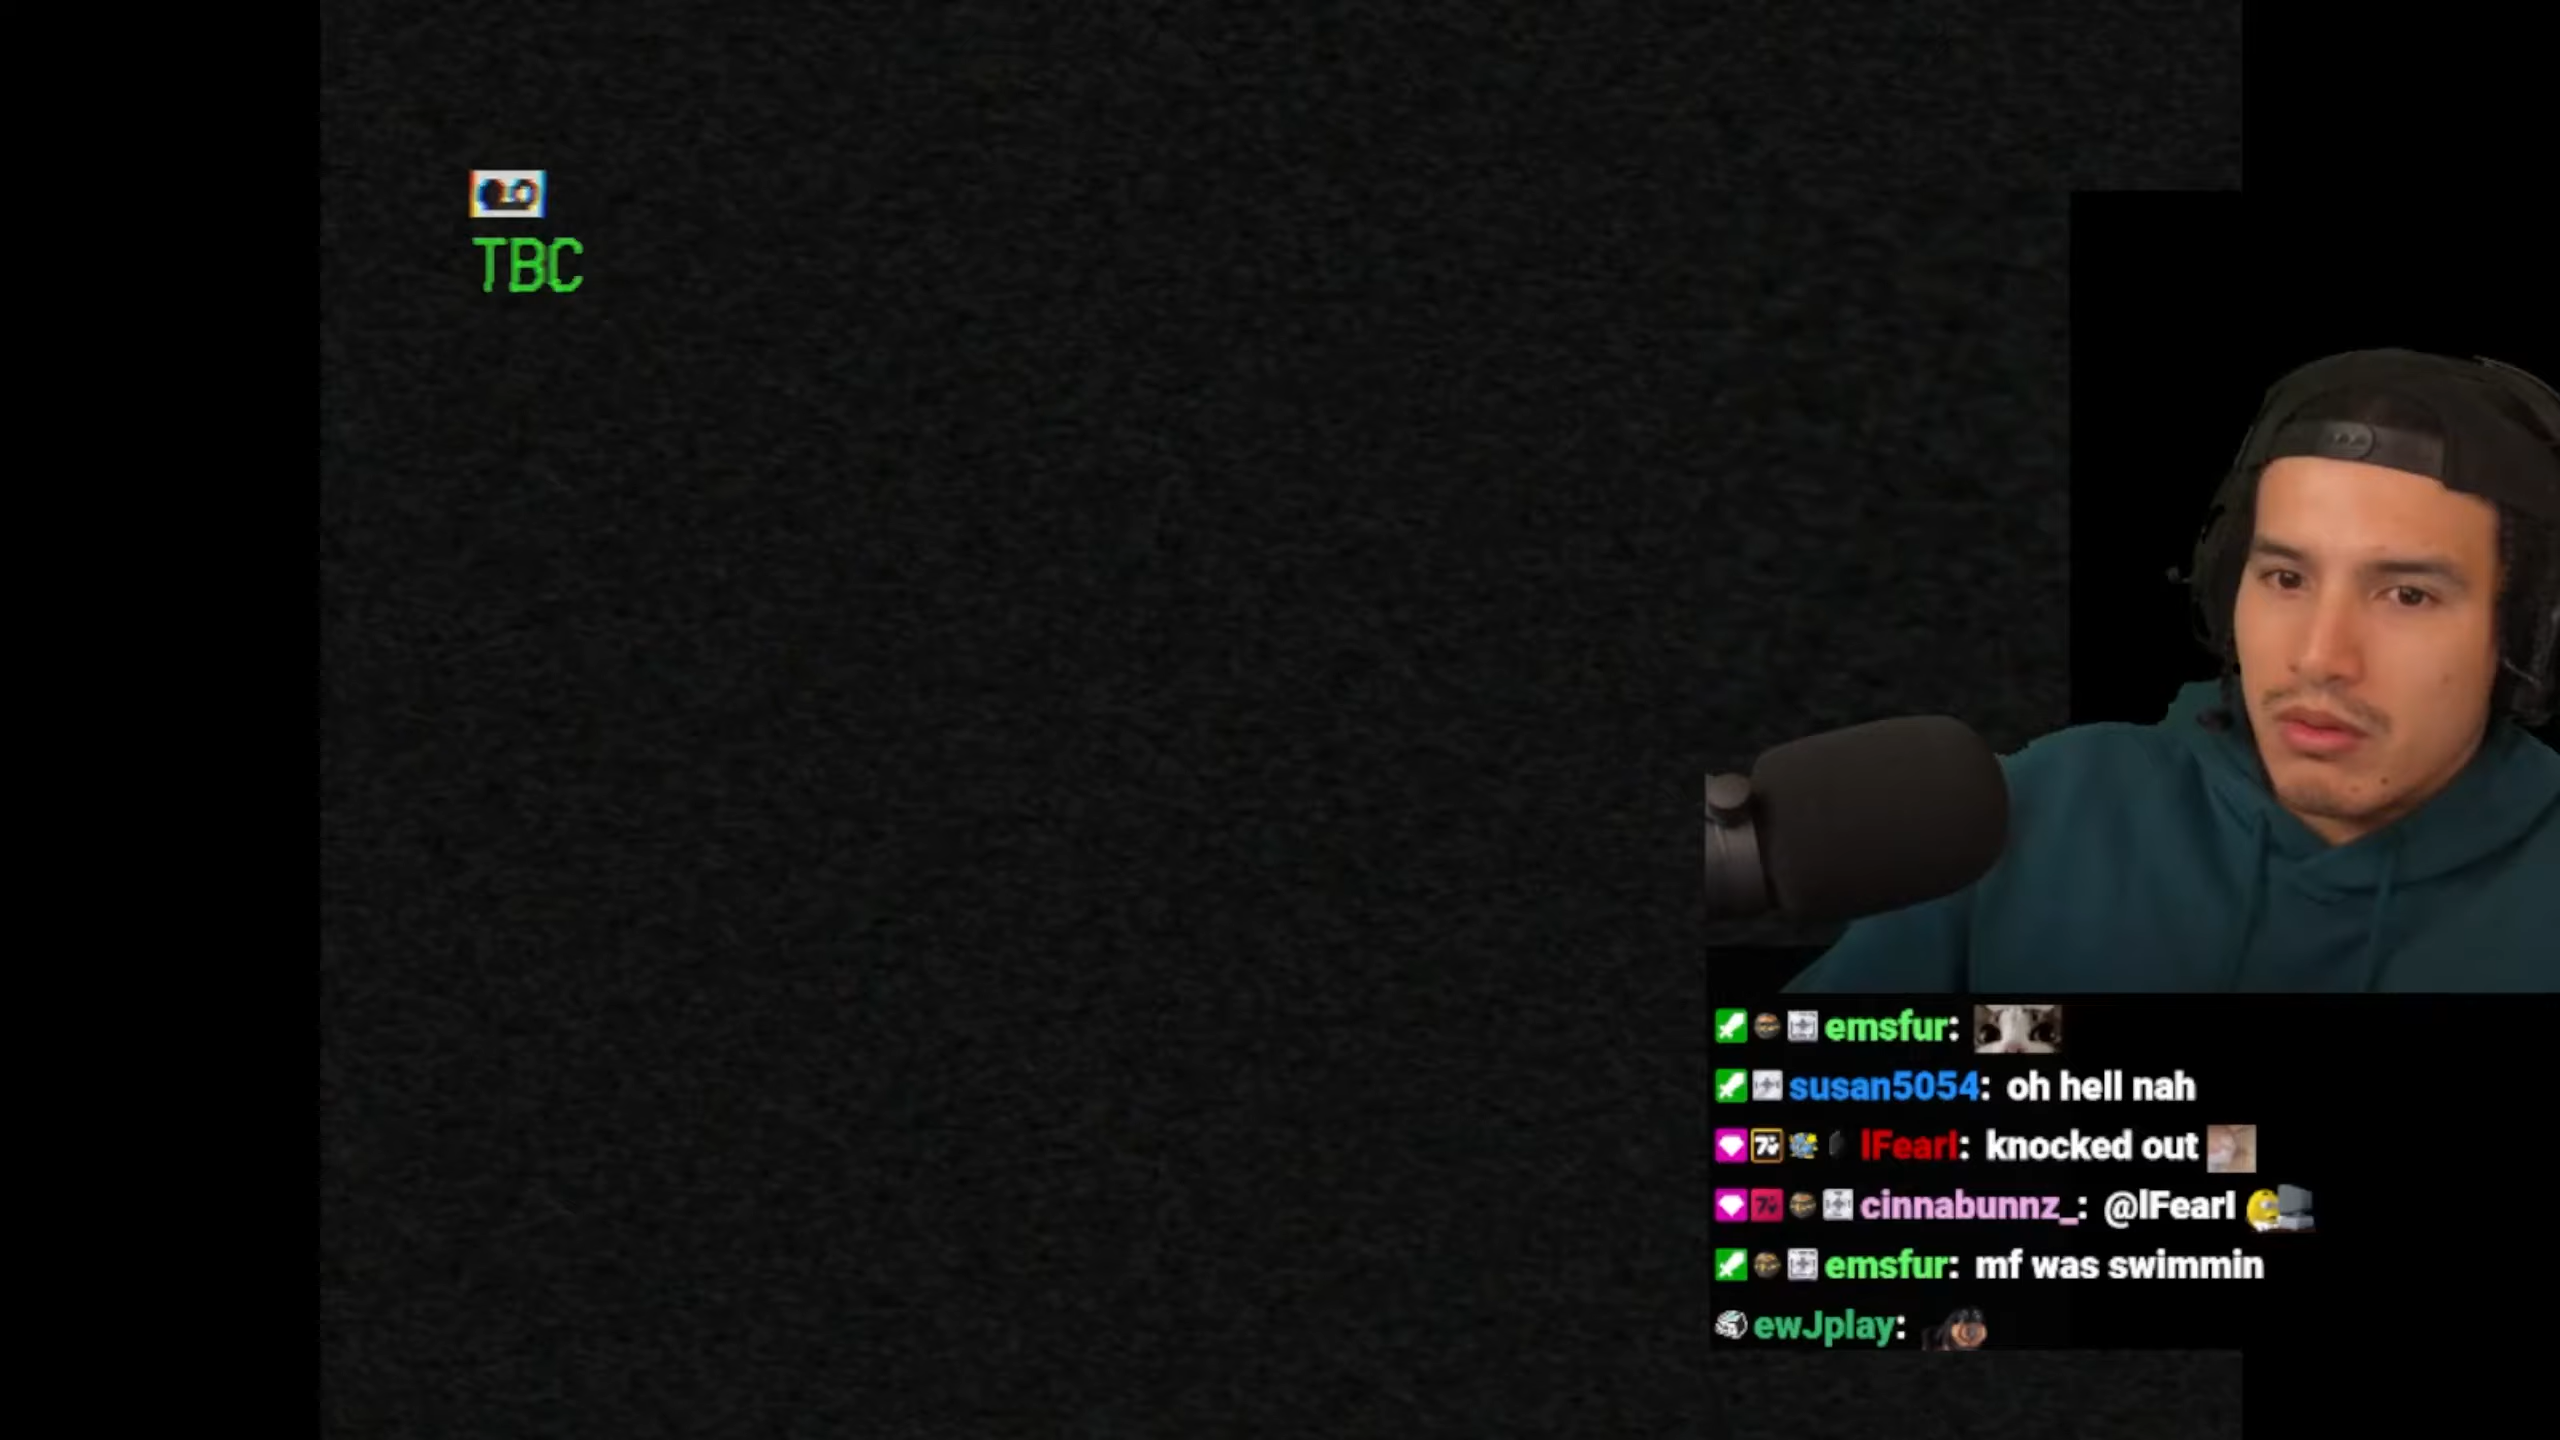 TBC
emsfur:
susan5054: oh hell nah
lFearl: knocked out
cinnabunnz_: @lFearl
emsfur: mf was swimmin
ewJplay: